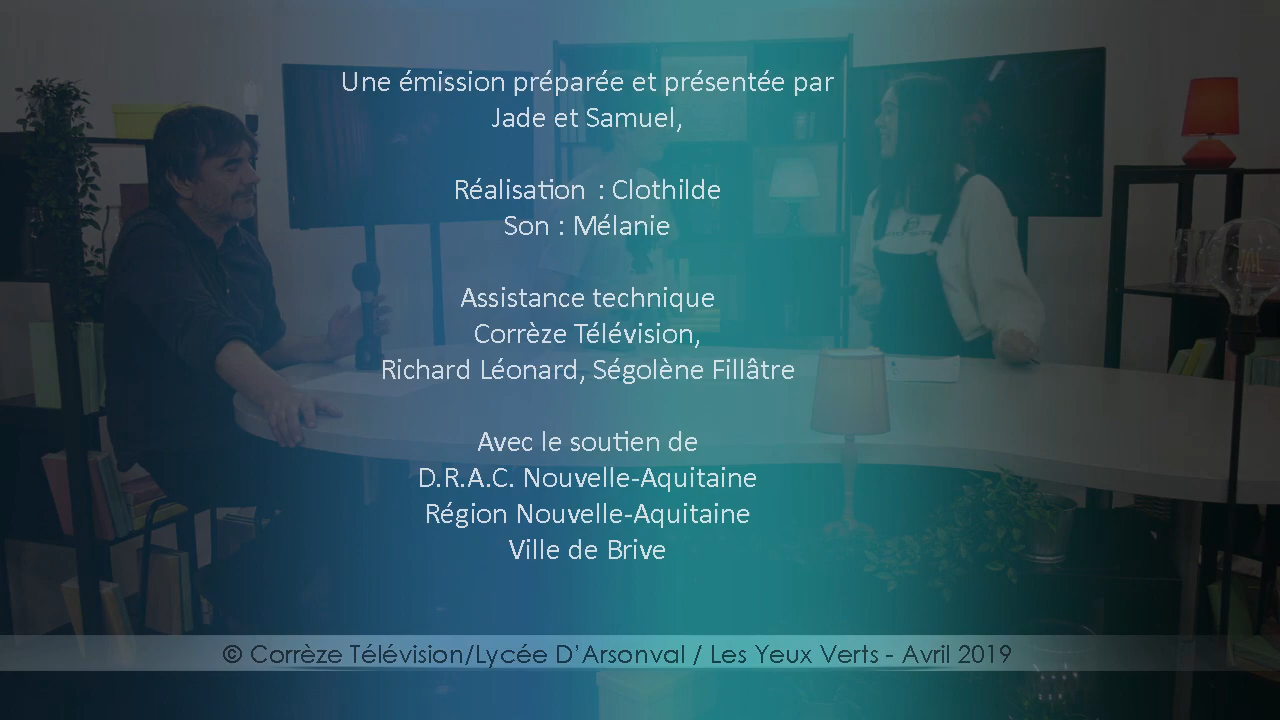 Une émission préparée et présentée par
Jade et Samuel,
Réalisation : Clothilde
Son : Mélanie
Assistance technique
Corrèze Télévision,
Richard Léonard, Ségolène Fillâtre
Avec le soutien de
D.R.A.C. Nouvelle-Aquitaine
Région Nouvelle-Aquitaine
Ville de Brive
© Corrèze Télévision/Lycée D'Arsonval / Les Yeux Verts - Avril 2019